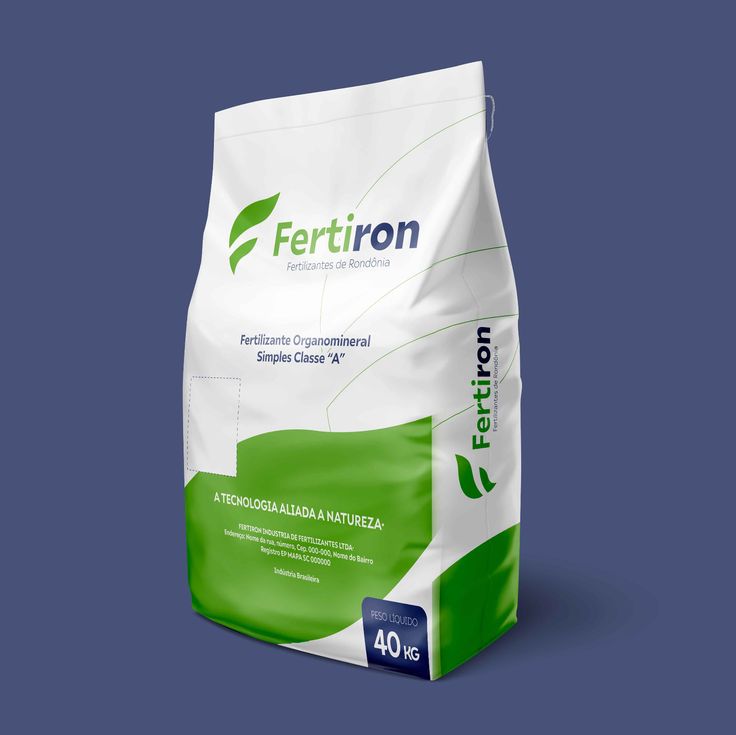 Fertiron
Fertilizantes de Rondônia
Fertilizante Organomineral
Simples Classe “A”
A TECNOLOGIA ALIADA A NATUREZA.
FERTIRON INDUSTRIA DE FERTILIZANTES LTDA.
Endereço: Nome da rua, número, Cep. 000-000, Nome do Bairro
Registro EP MAPA SC 000000
Indústria Brasileira
PESO LÍQUIDO
40 KG
Fertiron
Fertilizantes de Rondônia